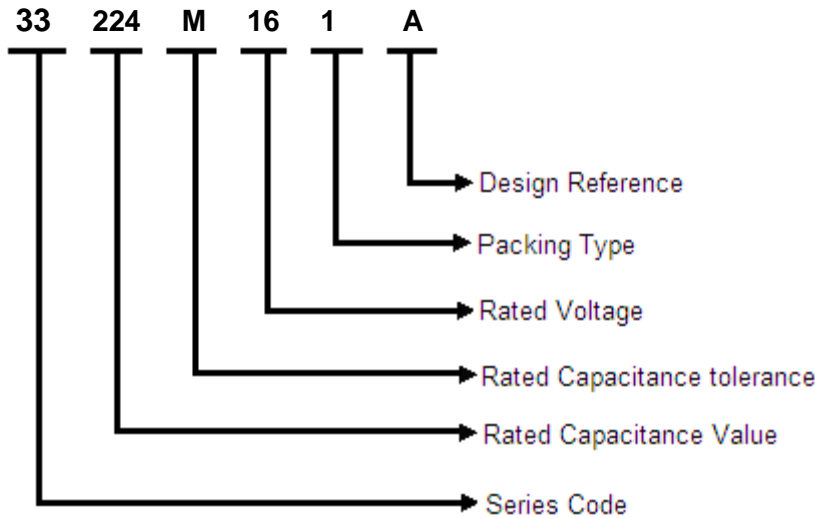 33 224 M 16 1 A
Design Reference
Packing Type
Rated Voltage
Rated Capacitance tolerance
Rated Capacitance Value
Series Code